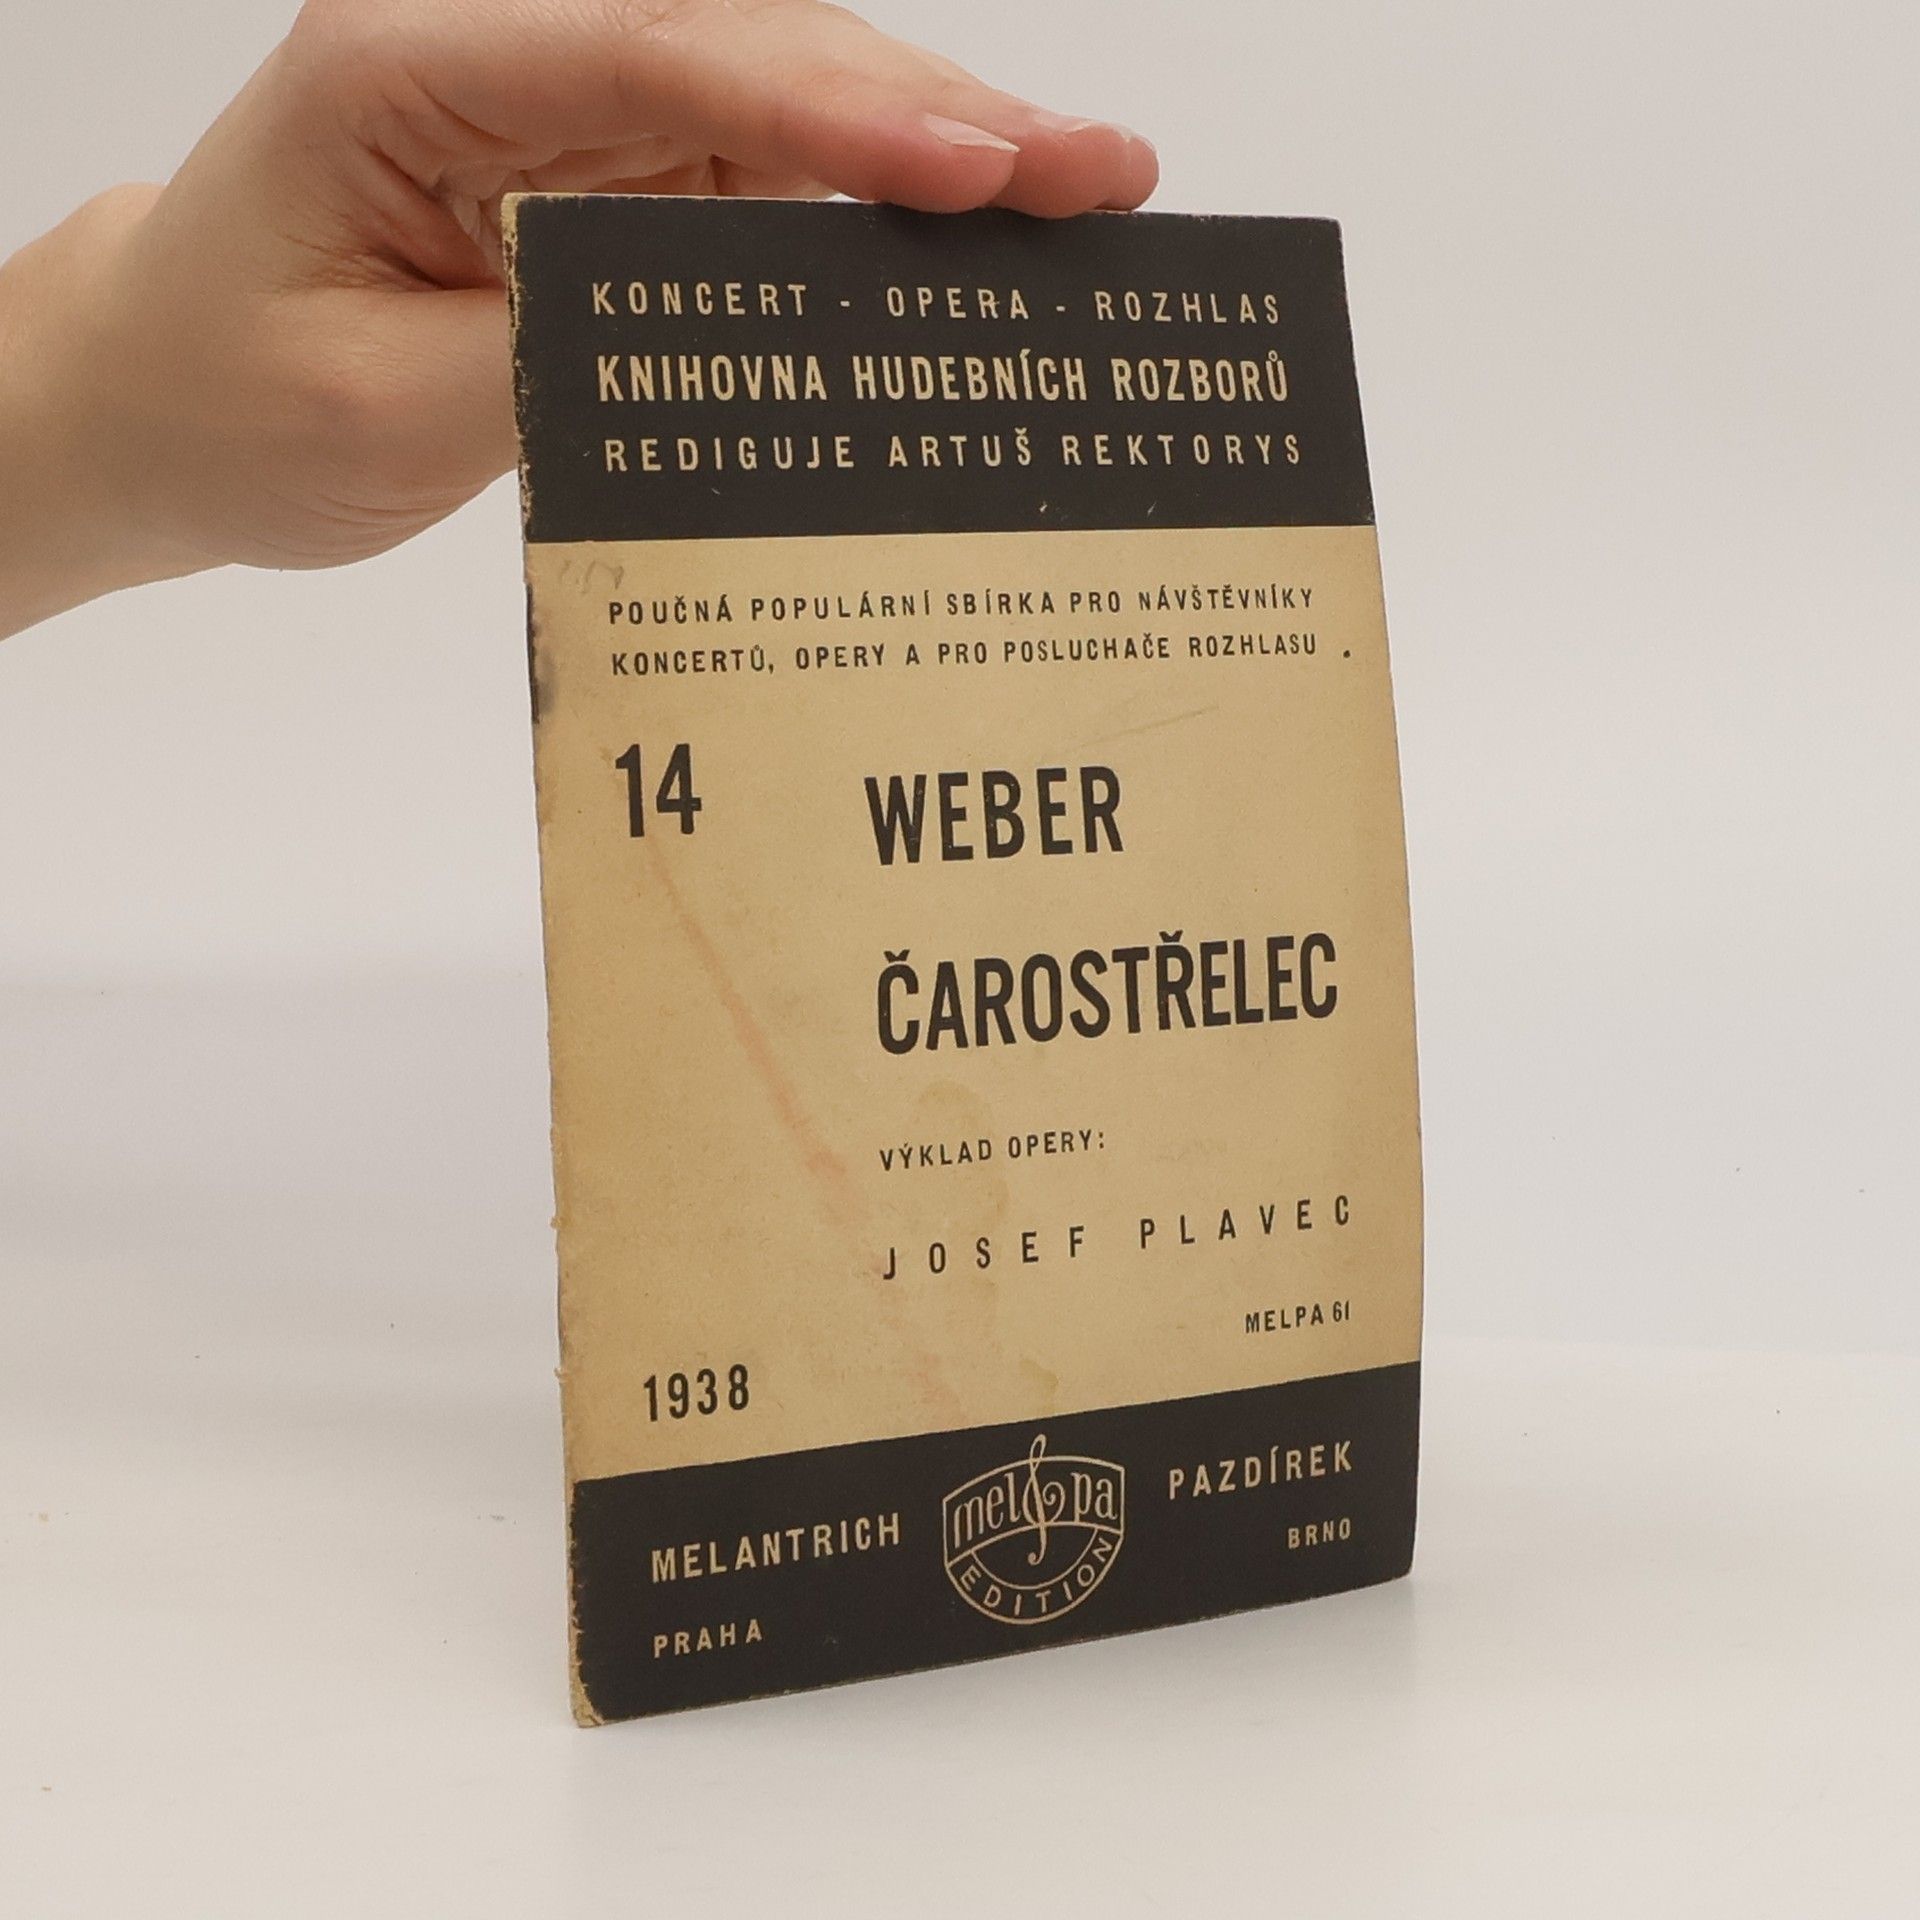 KONCERT - OPERA - ROZHLAS
KNIHOVNA HUDEBNÍCH ROZBORŮ
REDIGUJE ARTUŠ REKTORYS
POUČNÁ POPULÁRNÍ SBÍRKA PRO NÁVŠTĚVNÍKY
KONCERTŮ, OPERY A PRO POSLUCHAČE ROZHLASU .
14
WEBER
ČAROSTŘELEC
VÝKLAD OPERY:
JOSEF PLAVEC
MELPA 61
1938
MELANTRICH
PRAHA
melpa
EDITION
PAZDÍREK
BRNO